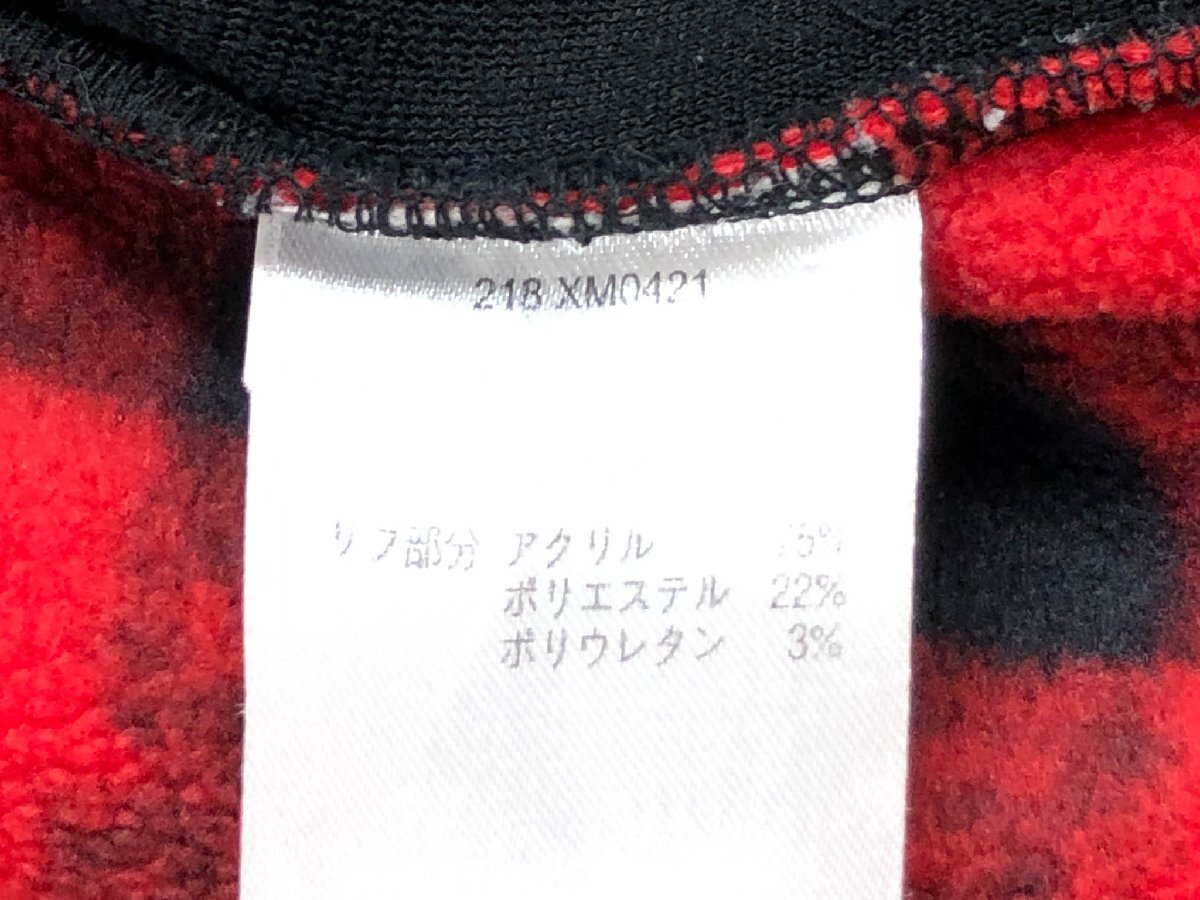 218 XM0421
リブ部分 アクリル 75%
ポリエステル 22%
ポリウレタン 3%